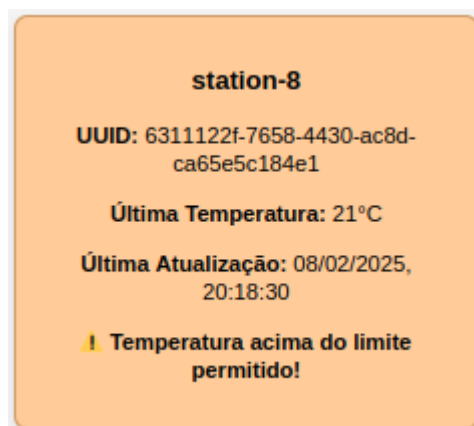 station-8
UUID: 6311122f-7658-4430-ac8d-
ca65e5c184e1
Última Temperatura: 21°C
Última Atualização: 08/02/2025,
20:18:30
⚠️ Temperatura acima do limite
permitido!